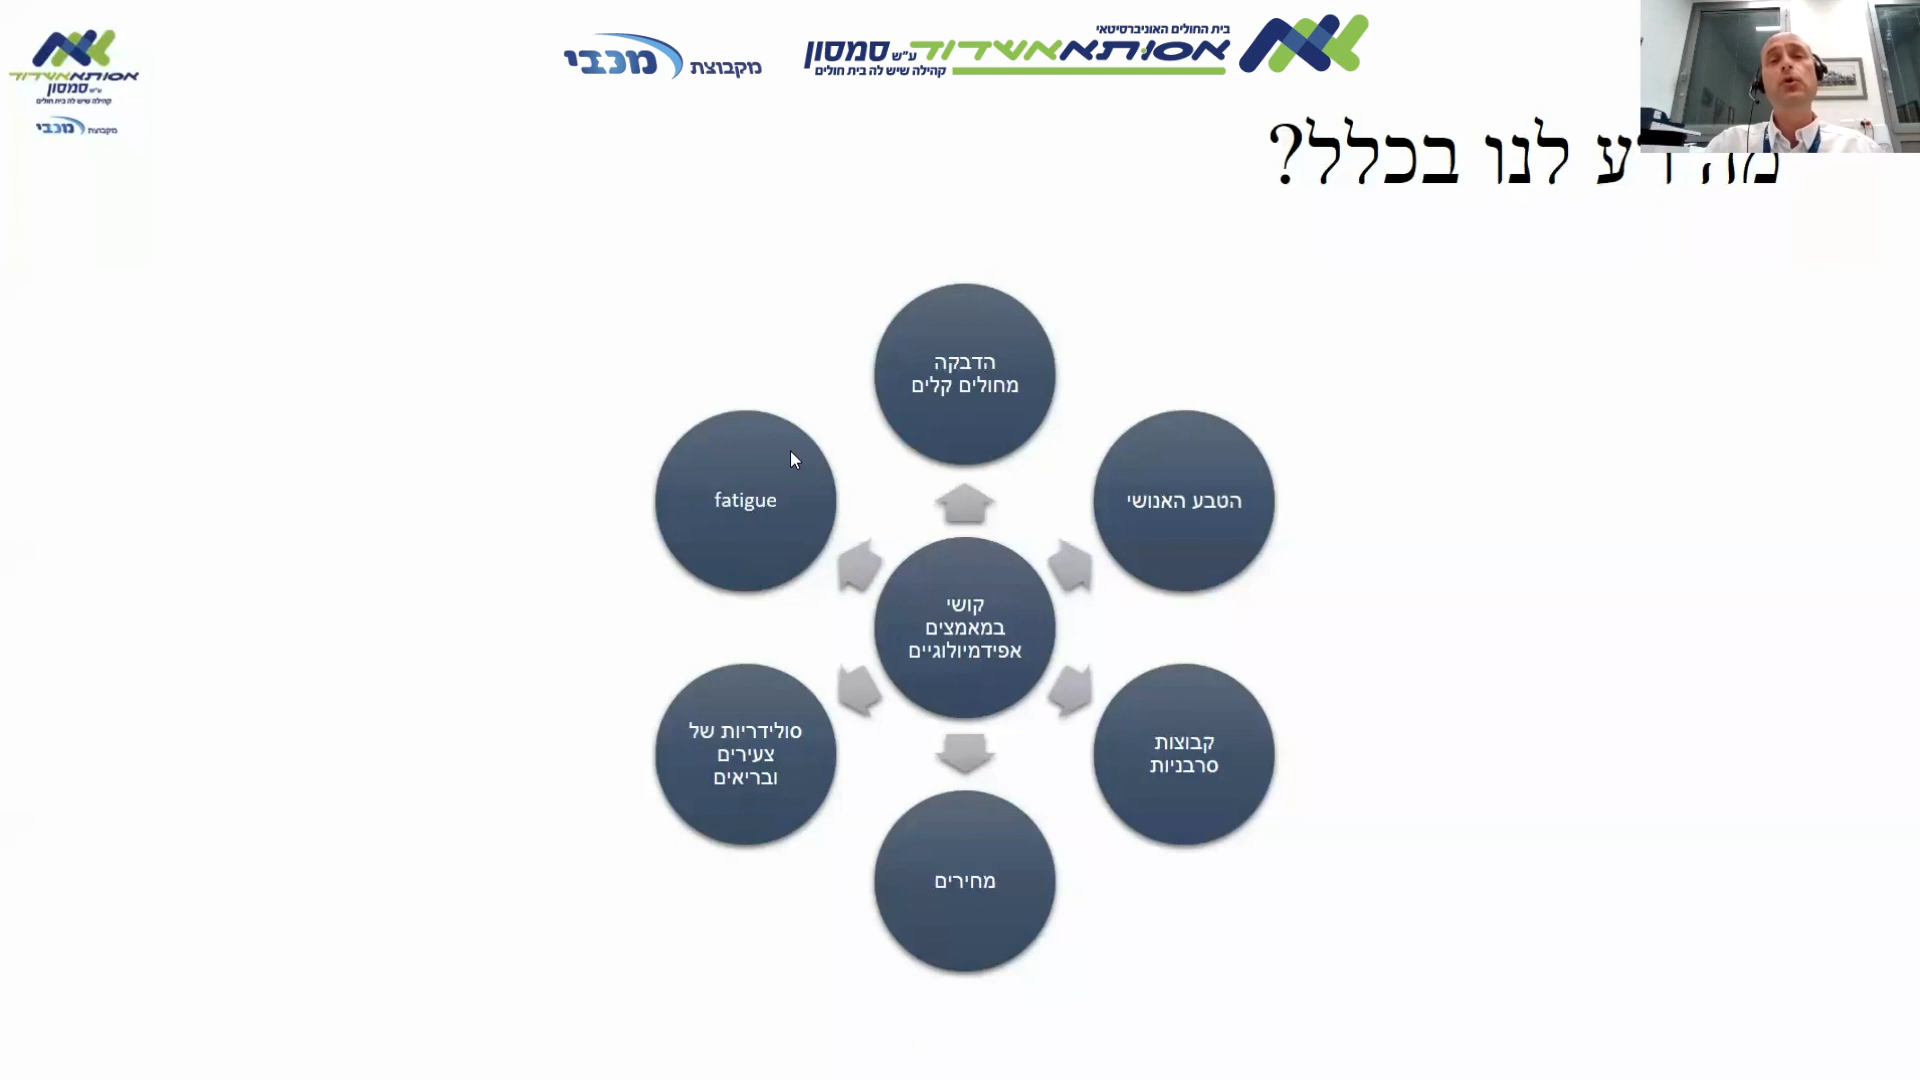 אסותא אשדוד
ע״ש סמסון
קהילה שיש לה בית חולים
מקבוצת מכבי
בית החולים האוניברסיטאי
אסותא אשדוד ע״ש סמסון
קהילה שיש לה בית חולים
מקבוצת מכבי
מה רע לנו בכלל?
הדבקה
מחולים קלים
הטבע האנושי
fatigue
קושי
במאמצים
אפידמיולוגיים
קבוצות
סרבניות
סולידריות של
צעירים
ובריאים
מחירים